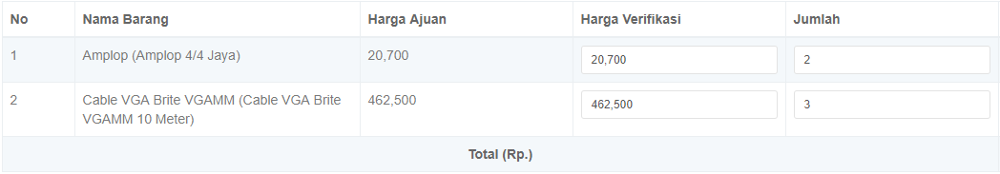 No Nama Barang Harga Ajuan Harga Verifikasi Jumlah
1 Amplop (Amplop 4/4 Jaya) 20,700 20,700 2
2 Cable VGA Brite VGAMM (Cable VGA Brite 462,500 462,500 3
VGAMM 10 Meter)
Total (Rp.)